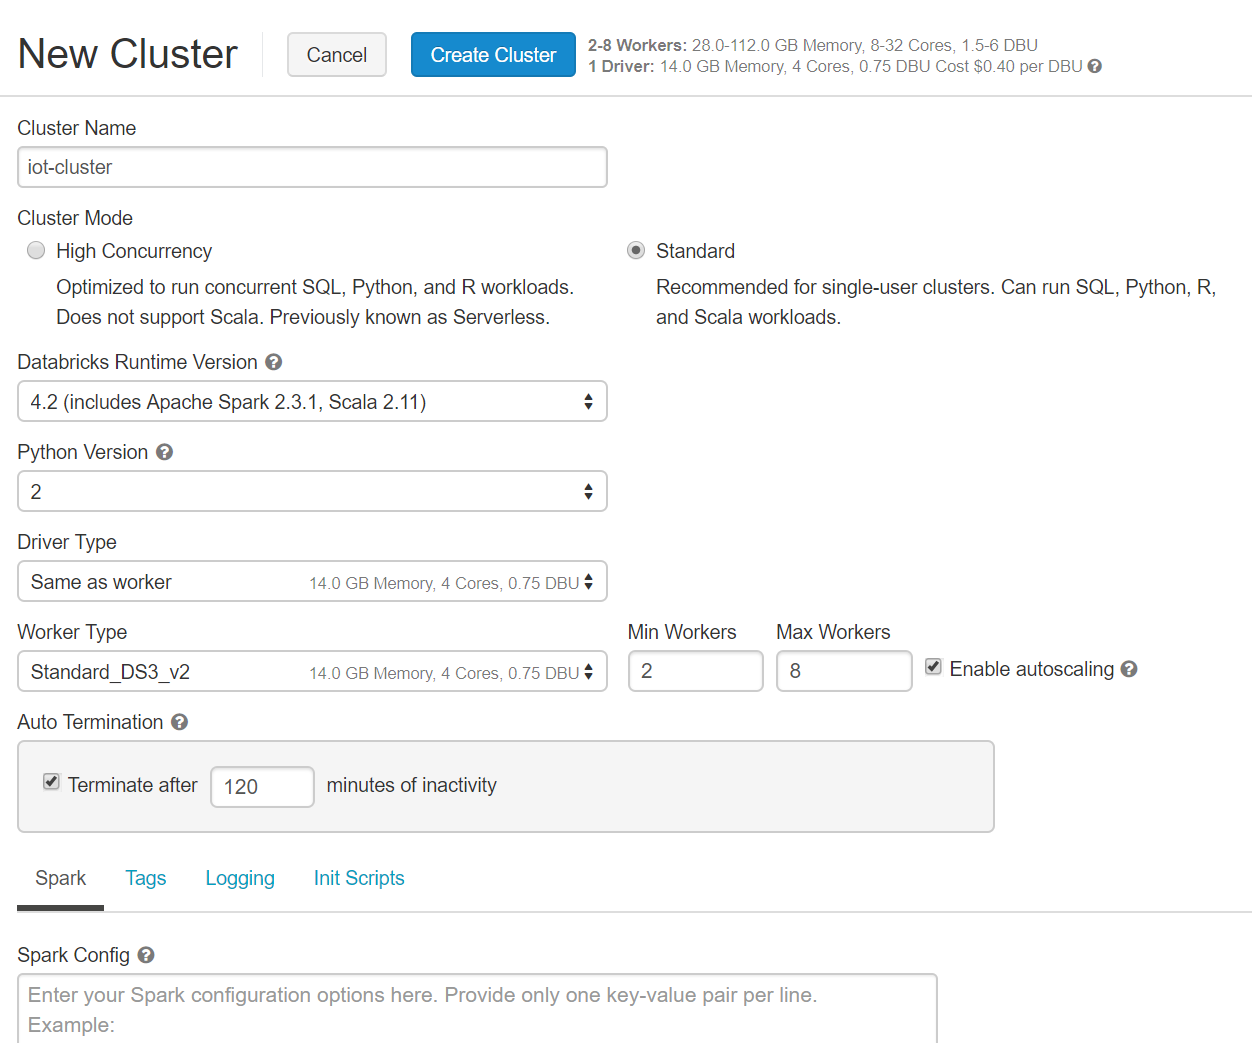 New Cluster
Cancel
Create Cluster
2-8 Workers: 28.0-112.0 GB Memory, 8-32 Cores, 1.5-6 DBU
1 Driver: 14.0 GB Memory, 4 Cores, 0.75 DBU Cost $0.40 per DBU ?
Cluster Name
iot-cluster
Cluster Mode
High Concurrency
Optimized to run concurrent SQL, Python, and R workloads.
Does not support Scala. Previously known as Serverless.
Standard
Recommended for single-user clusters. Can run SQL, Python, R,
and Scala workloads.
Databricks Runtime Version ?
4.2 (includes Apache Spark 2.3.1, Scala 2.11)
Python Version ?
2
Driver Type
Same as worker 14.0 GB Memory, 4 Cores, 0.75 DBU
Worker Type
Standard_DS3_v2 14.0 GB Memory, 4 Cores, 0.75 DBU
Min Workers
2
Max Workers
8
Enable autoscaling ?
Auto Termination ?
Terminate after 120 minutes of inactivity
Spark Tags Logging Init Scripts
Spark Config ?
Enter your Spark configuration options here. Provide only one key-value pair per line.
Example: